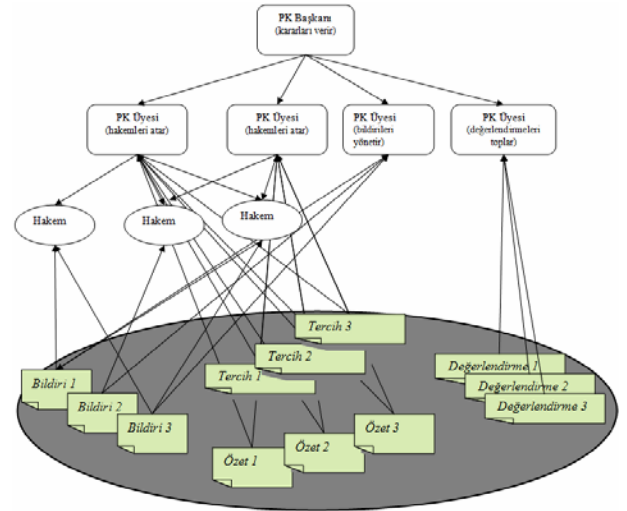 PK Başkanı
(kararları verir)
PK Üyesi
(hakemleri atar)
PK Üyesi
(hakemleri atar)
PK Üyesi
(bildirileri
yönetir)
PK Üyesi
(değerlendirmeleri
toplar)
Hakem
Hakem
Hakem
Tercih 3
Tercih 2
Tercih 1
Bildiri 1
Bildiri 2
Bildiri 3
Değerlendirme 1
Değerlendirme 2
Değerlendirme 3
Özet 1
Özet 2
Özet 3